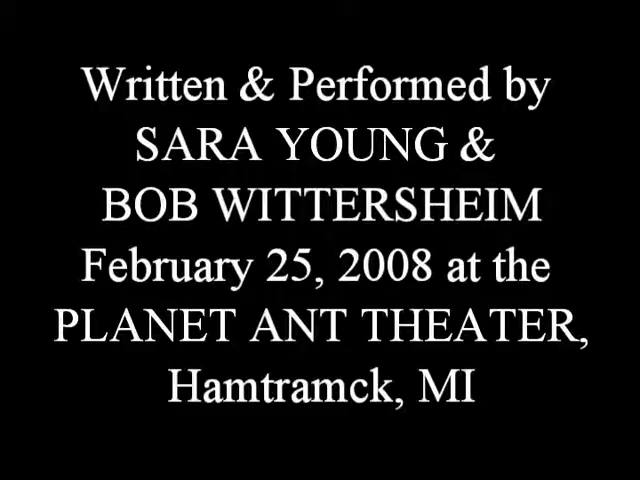 Written & Performed by
SARA YOUNG &
BOB WITTERSHEIM
February 25, 2008 at the
PLANET ANT THEATER,
Hamtramck, MI